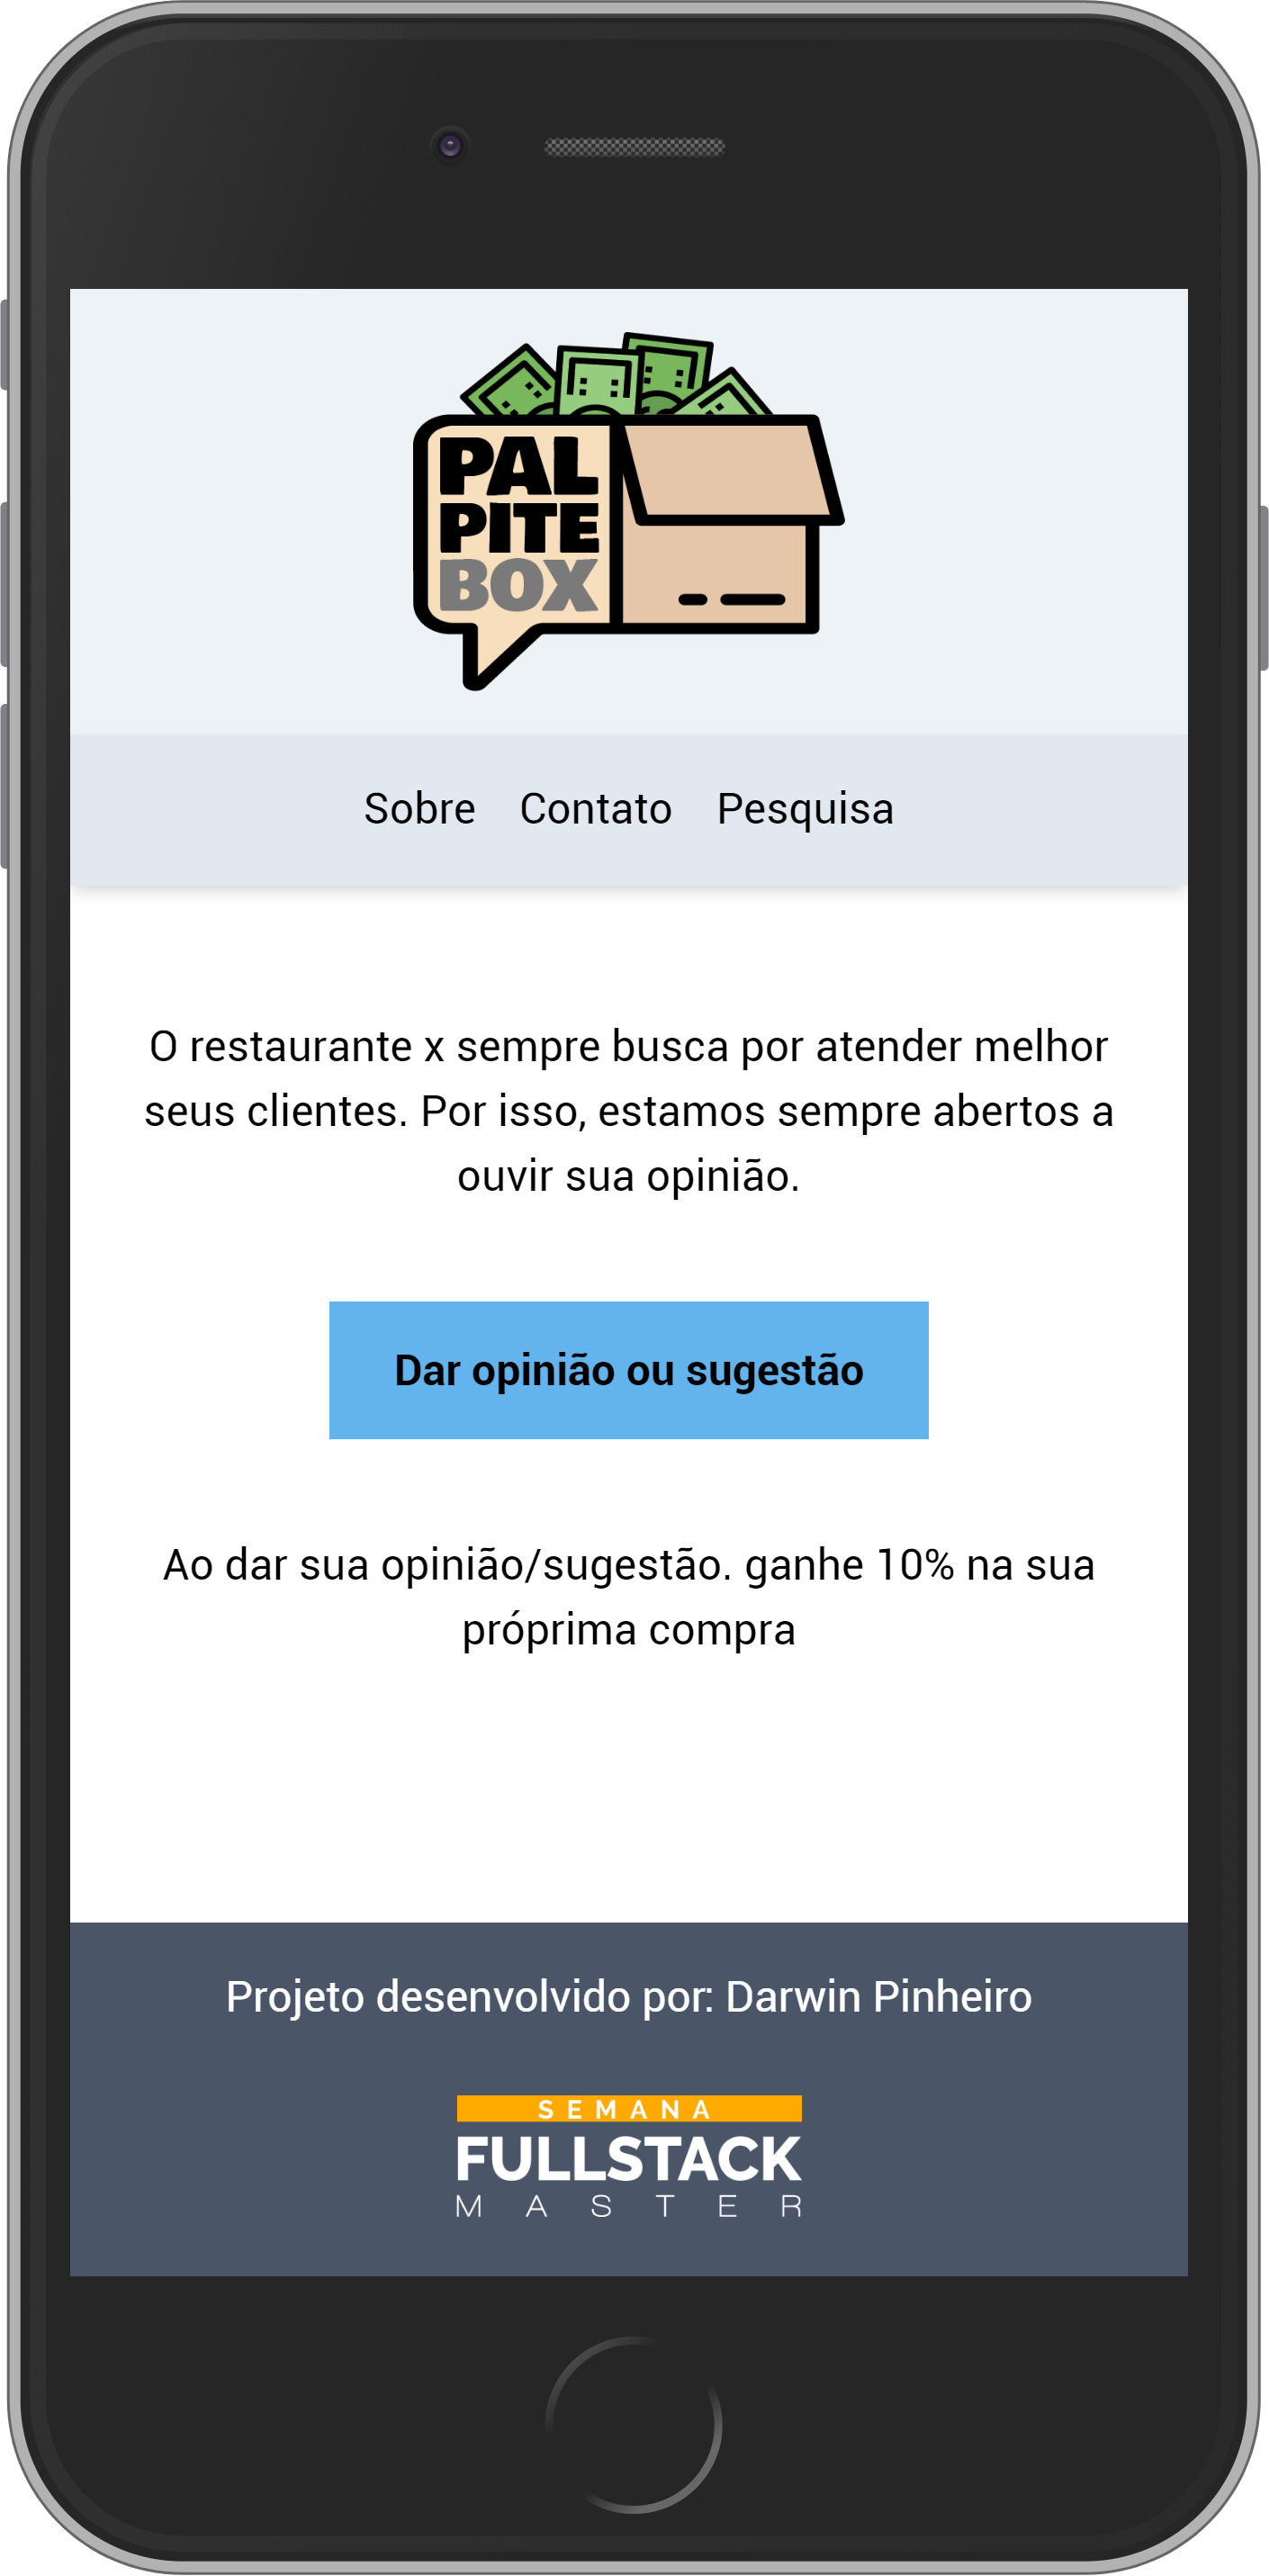 PAL
PITE
BOX
Sobre Contato Pesquisa
O restaurante x sempre busca por atender melhor
seus clientes. Por isso, estamos sempre abertos a
ouvir sua opinião.
Dar opinião ou sugestão
Ao dar sua opinião/sugestão. ganhe 10% na sua
próprima compra
Projeto desenvolvido por: Darwin Pinheiro
SEMANA
FULLSTACK
MASTER